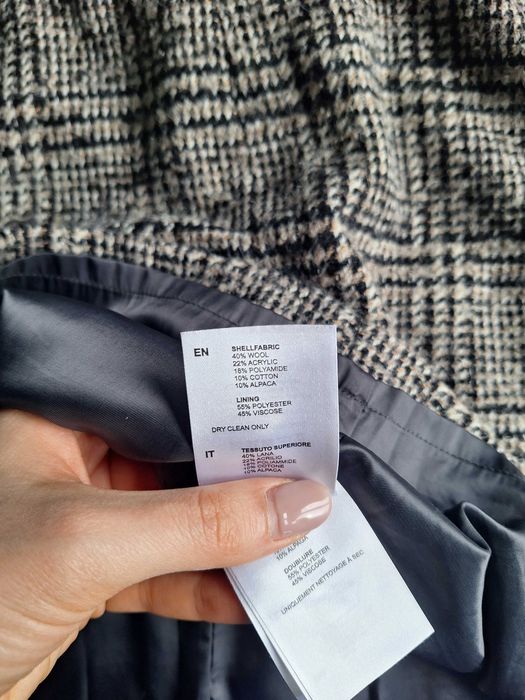 EN
SHELLFABRIC
40% WOOL
22% ACRYLIC
18% POLYAMIDE
10% COTTON
10% ALPACA
LINING
55% POLYESTER
45% VISCOSE
DRY CLEAN ONLY
IT
TESSUTO SUPERIORE
40% LANA
22% ACRILIO
18% POLIAMMIDE
10% COTONE
10% ALPACA
10% ALPAGA
DOUBLURE
55% POLYESTER
45% VISCOSE
UNIQUEMENT NETTOYAGE À SEC